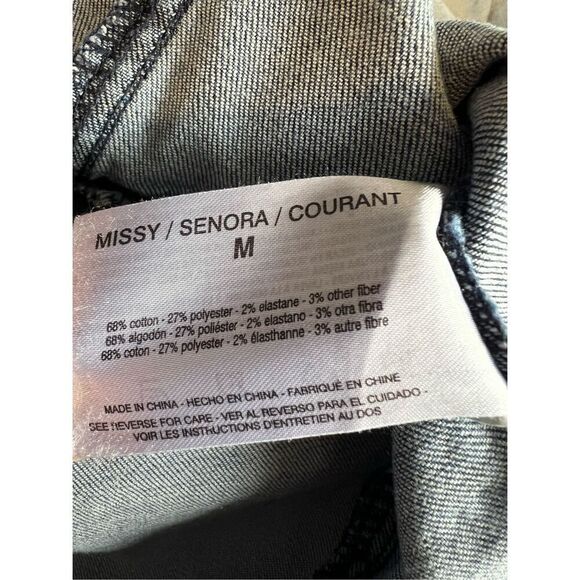 MISSY / SENORA / COURANT
M
68% cotton - 27% polyester - 2% elastane - 3% other fiber
68% algodón - 27% poliéster - 2% elastano - 3% otra fibra
68% coton - 27% polyester - 2% élasthanne - 3% autre fibre
MADE IN CHINA - HECHO EN CHINA - FABRIQUÉ EN CHINE
SEE REVERSE FOR CARE - VER AL REVERSO PARA EL CUIDADO -
VOIR LES INSTRUCTIONS D'ENTRETIEN AU DOS